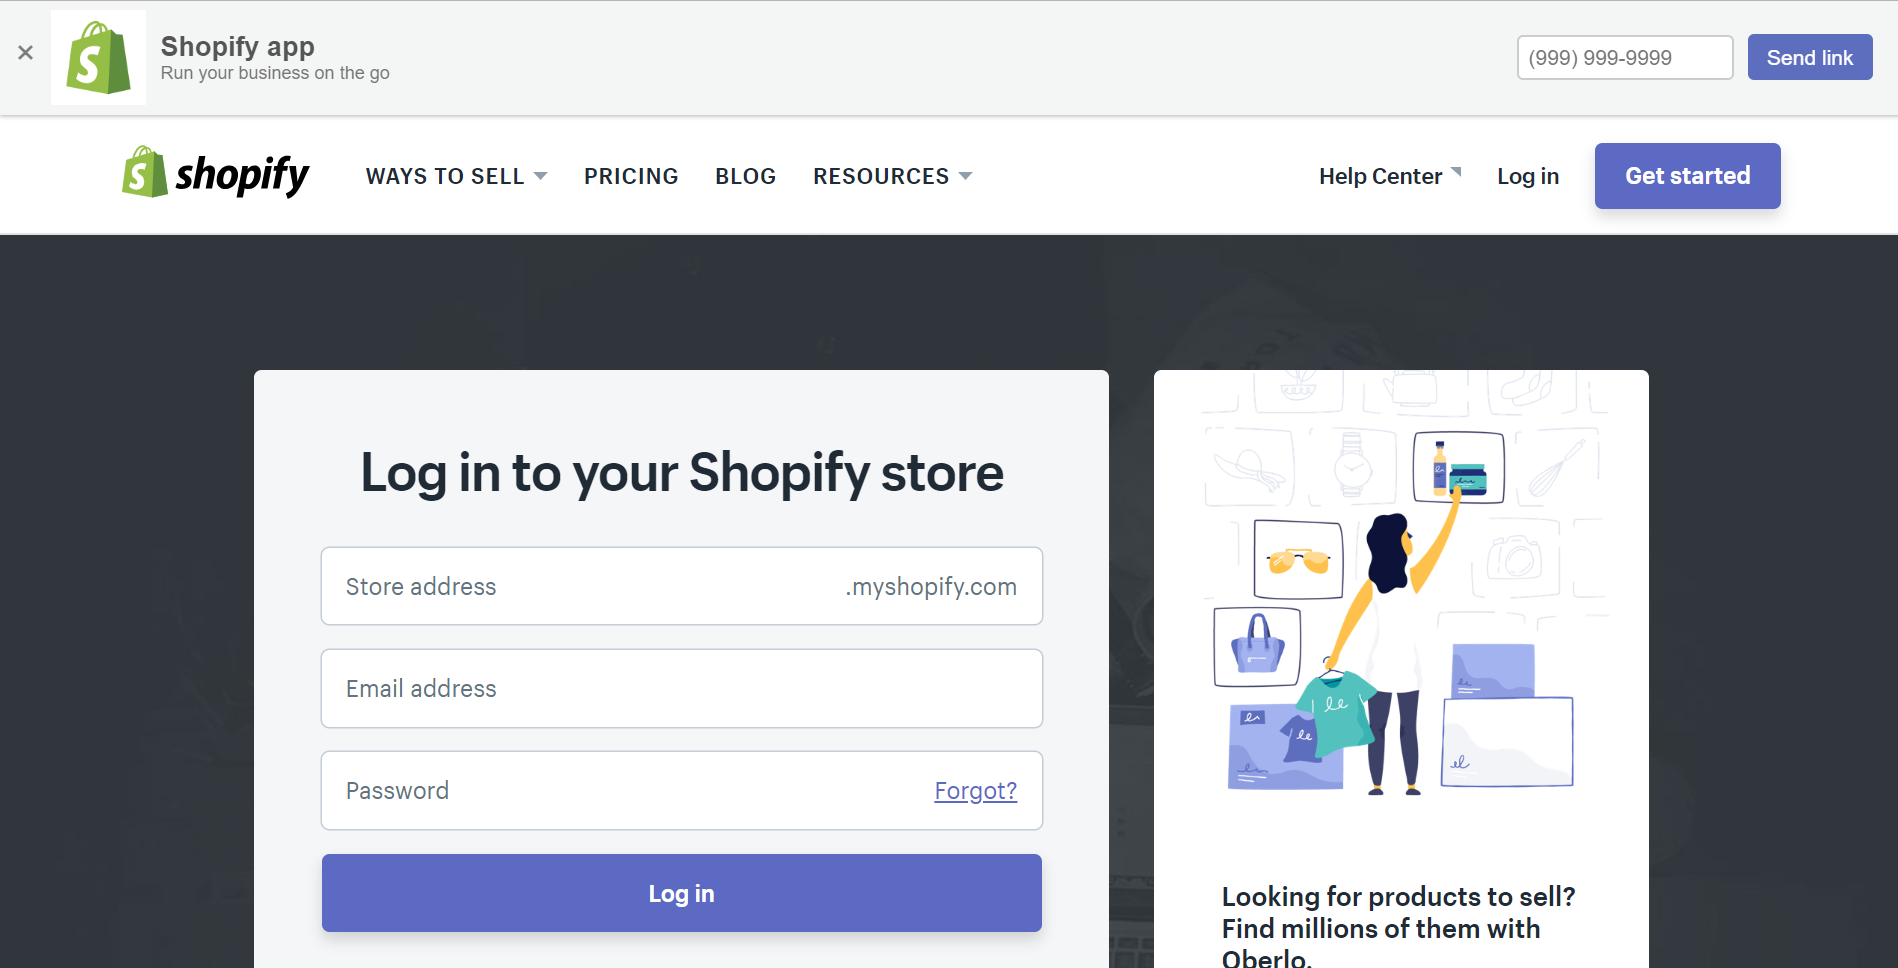 Shopify app
Run your business on the go
(999) 999-9999
Send link
shopify
WAYS TO SELL
PRICING
BLOG
RESOURCES
Help Center
Log in
Get started
Log in to your Shopify store
Store address
.myshopify.com
Email address
Password
Forgot?
Log in
Looking for products to sell?
Find millions of them with
Oberlo.